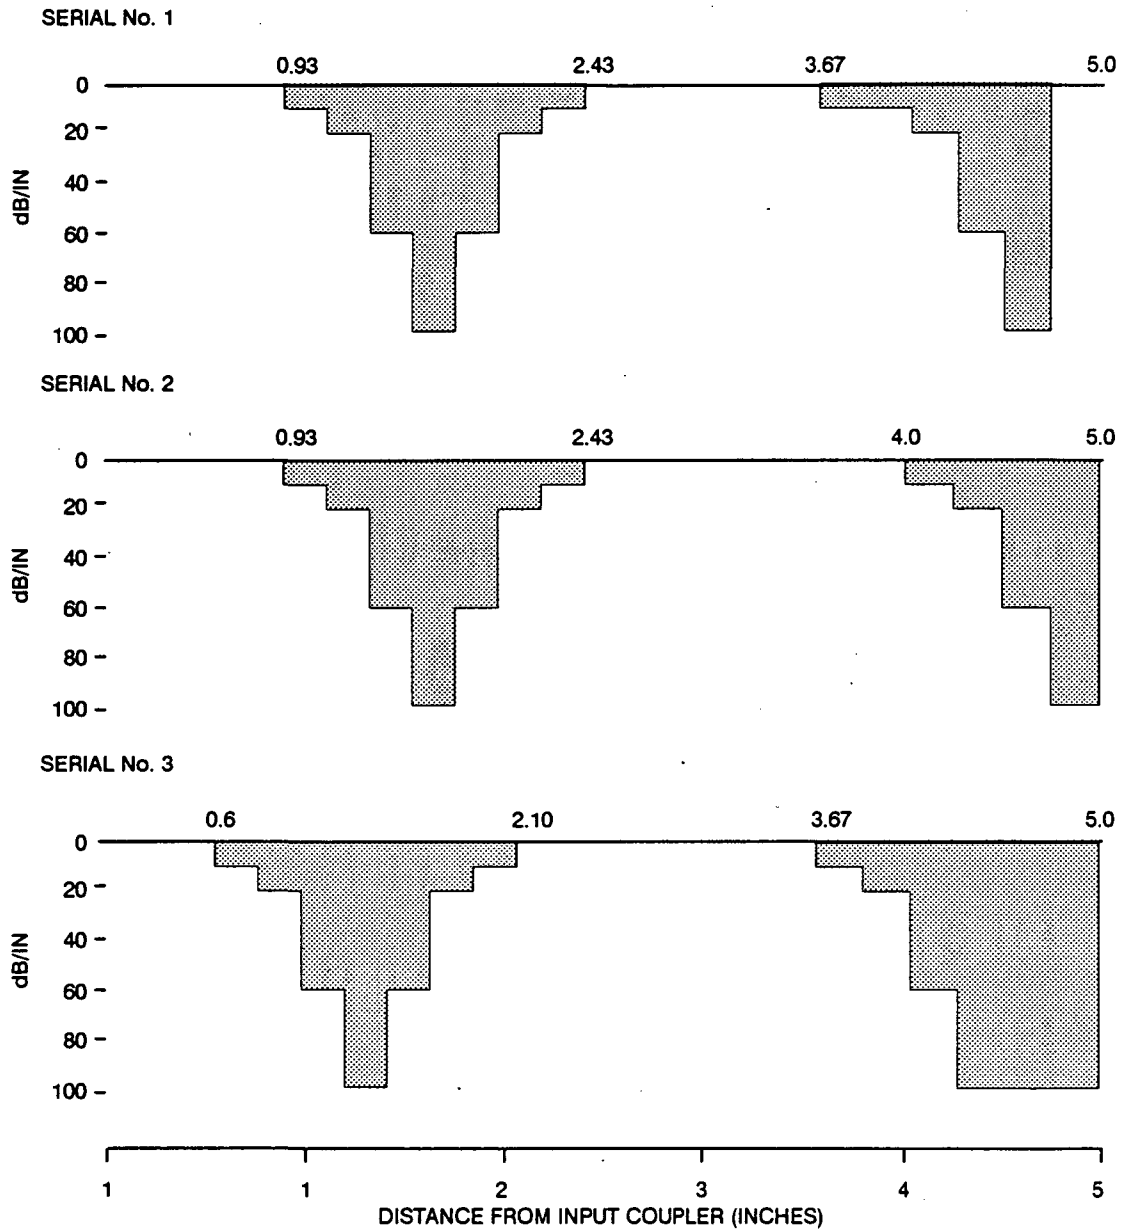 SERIAL No. 1
0.93 2.43 3.67 5.0
0
20
40
60
80
100
dB/IN
SERIAL No. 2
0.93 2.43 4.0 5.0
0
20
40
60
80
100
dB/IN
SERIAL No. 3
0.6 2.10 3.67 5.0
0
20
40
60
80
100
dB/IN
1 1 2 3 4 5
DISTANCE FROM INPUT COUPLER (INCHES)